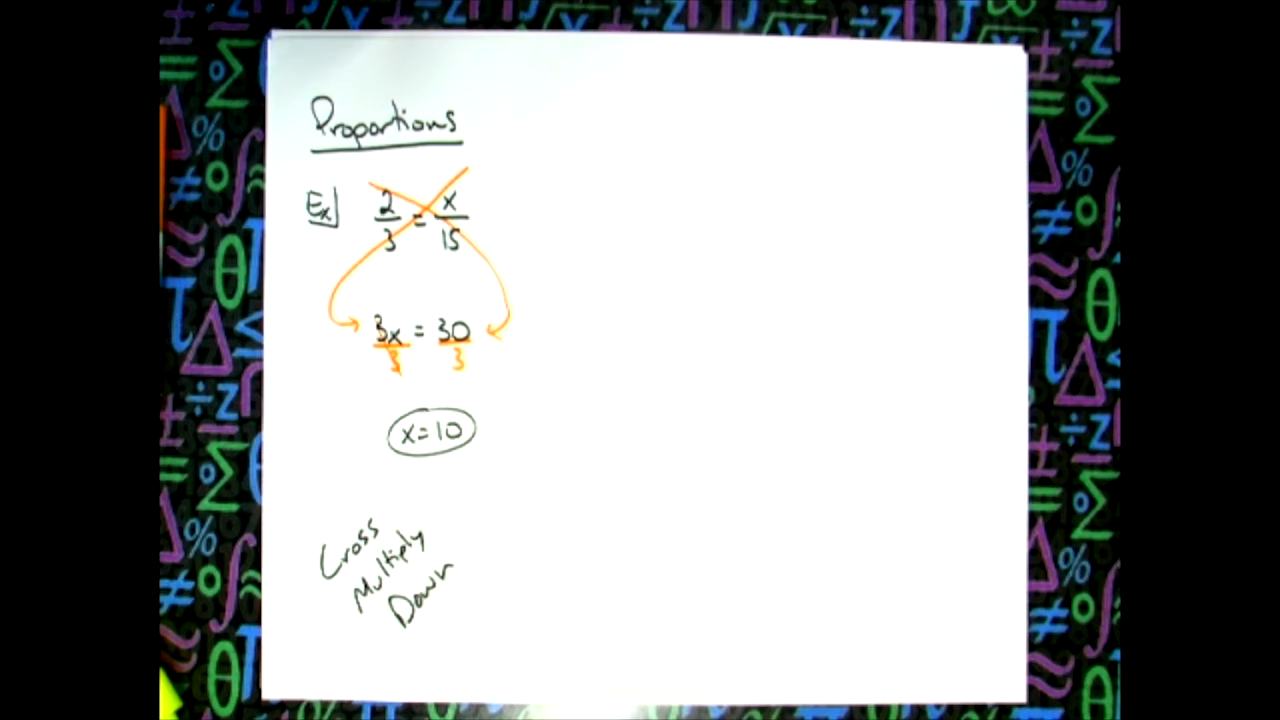 Proportions
Ex] 2/3 = x/15
3x = 30
3 3
x=10
Cross
Multiply
Down